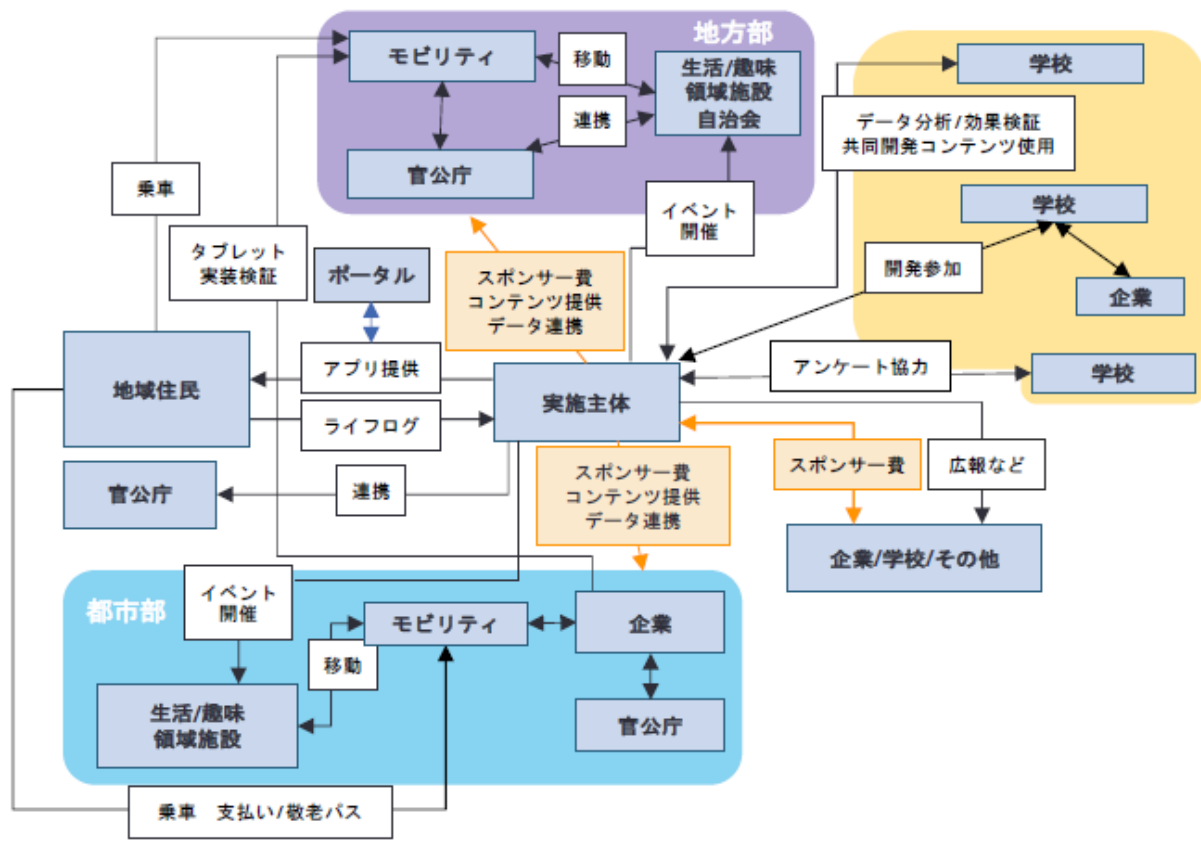 地方部
モビリティ
移動
生活/趣味
領域施設
自治会
連携
官公庁
学校
データ分析/効果検証
共同開発コンテンツ使用
乗車
イベント
開催
学校
タブレット
実装検証
ポータル
スポンサー費
コンテンツ提供
データ連携
開発参加
企業
地域住民
アプリ提供
実施主体
アンケート協力
学校
ライフログ
官公庁
連携
スポンサー費
コンテンツ提供
データ連携
スポンサー費
広報など
企業/学校/その他
都市部
イベント
開催
モビリティ
企業
移動
生活/趣味
領域施設
官公庁
乗車　支払い/敬老パス